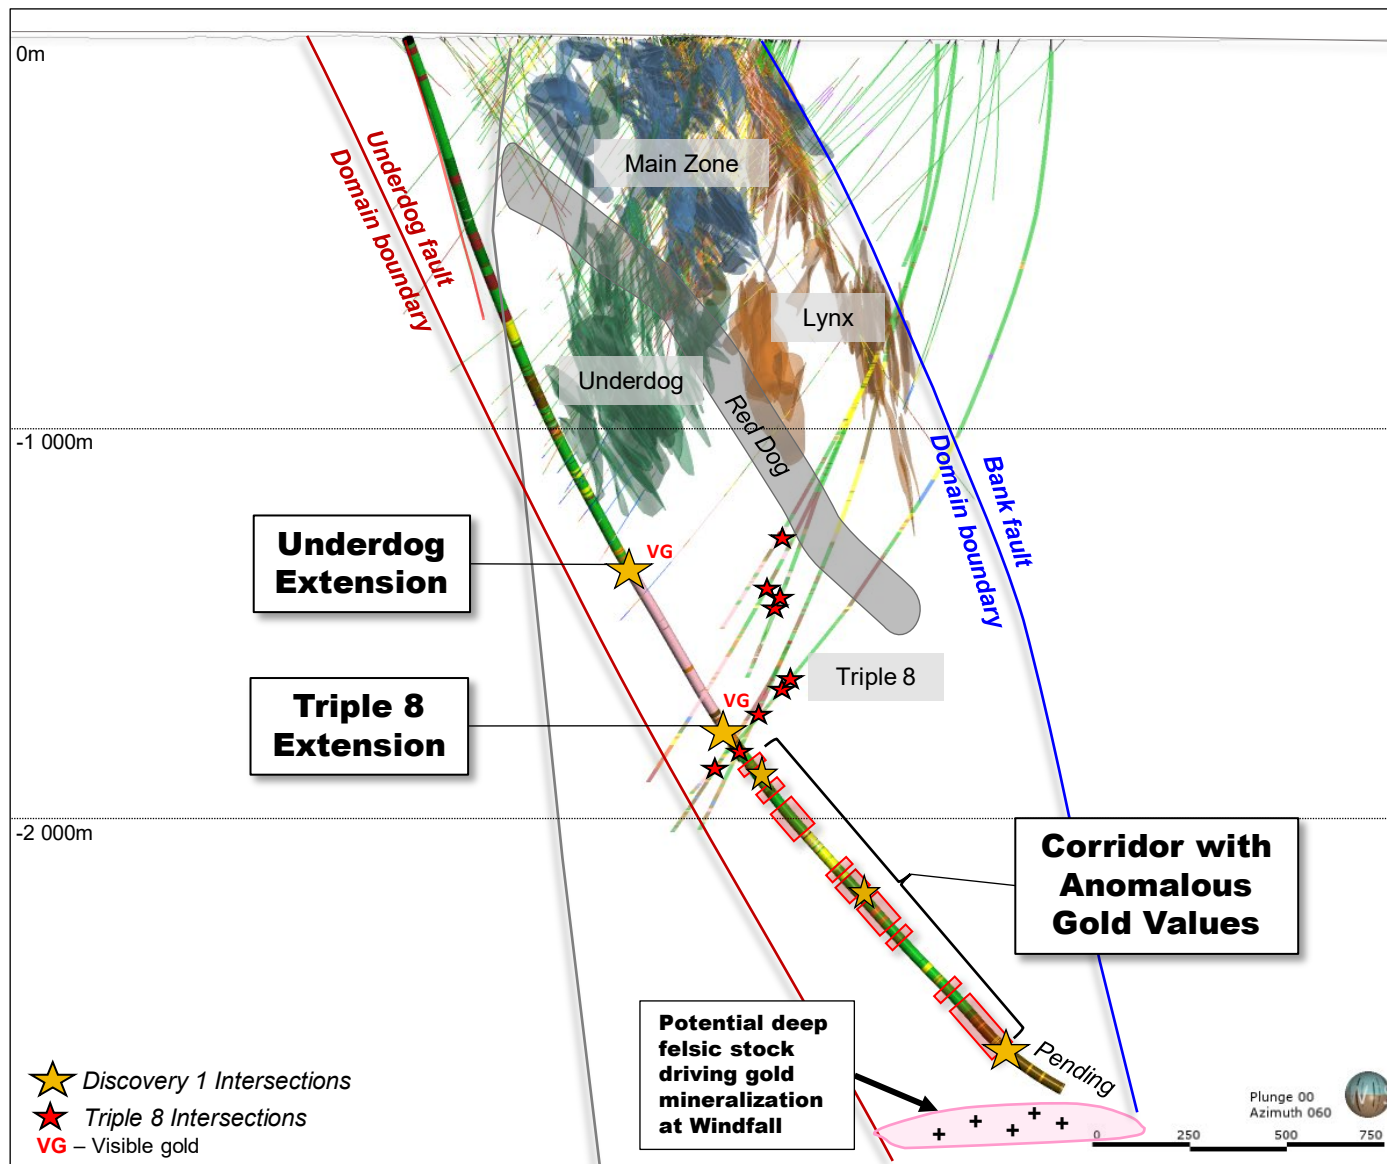 0m
Underdog fault
Domain boundary
Main Zone
Lynx
Underdog
Red Dog
-1 000m
Bank fault
Domain boundary
Underdog
Extension
VG
Triple 8
Triple 8
Extension
VG
-2 000m
Corridor with
Anomalous
Gold Values
Potential deep
felsic stock
driving gold
mineralization
at Windfall
Pending
Discovery 1 Intersections
Triple 8 Intersections
VG – Visible gold
Plunge 00
Azimuth 060
0 250 500 750